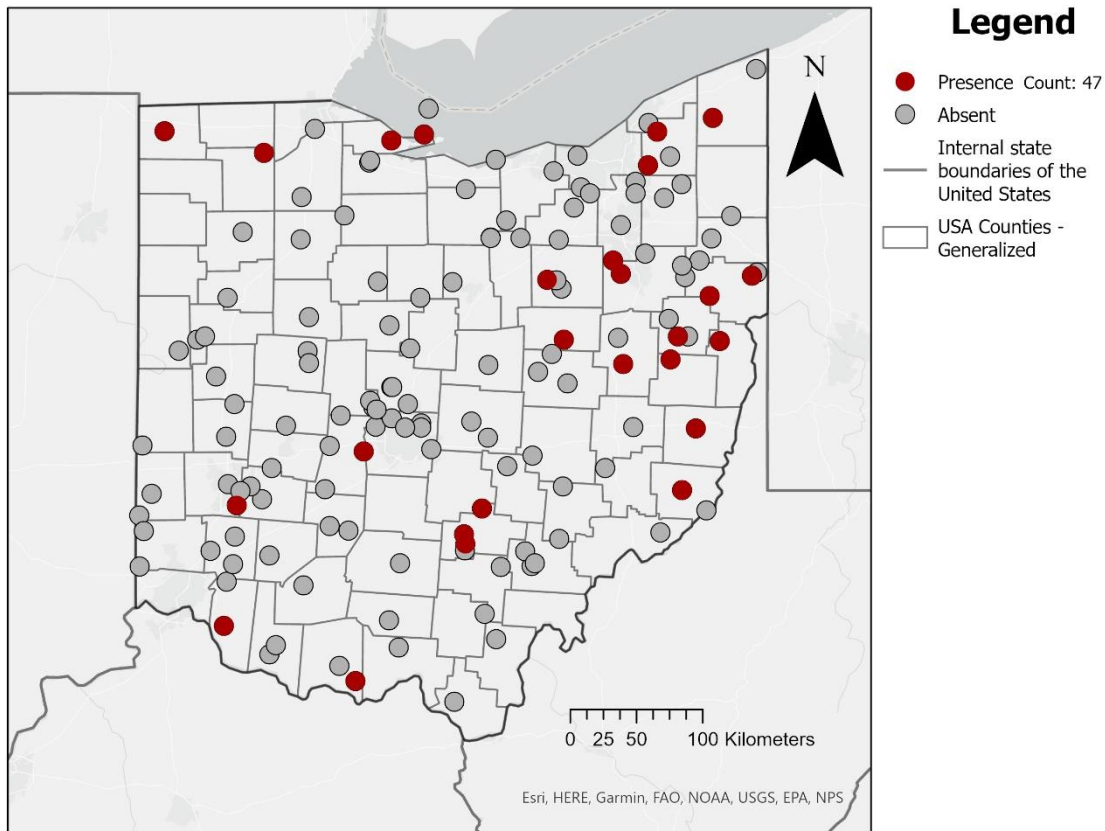 Legend
N
Presence Count: 47
Absent
Internal state
boundaries of the
United States
USA Counties -
Generalized
0 25 50 100 Kilometers
Esri, HERE, Garmin, FAO, NOAA, USGS, EPA, NPS